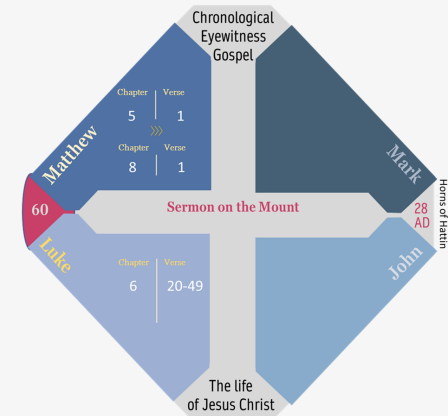 Chronological
Eyewitness
Gospel
Matthew
Chapter Verse
5 1
>>>
Chapter Verse
8 1
Mark
60
Sermon on the Mount
28
AD
Horns of Hattin
Luke
Chapter Verse
6 20-49
John
The life
of Jesus Christ